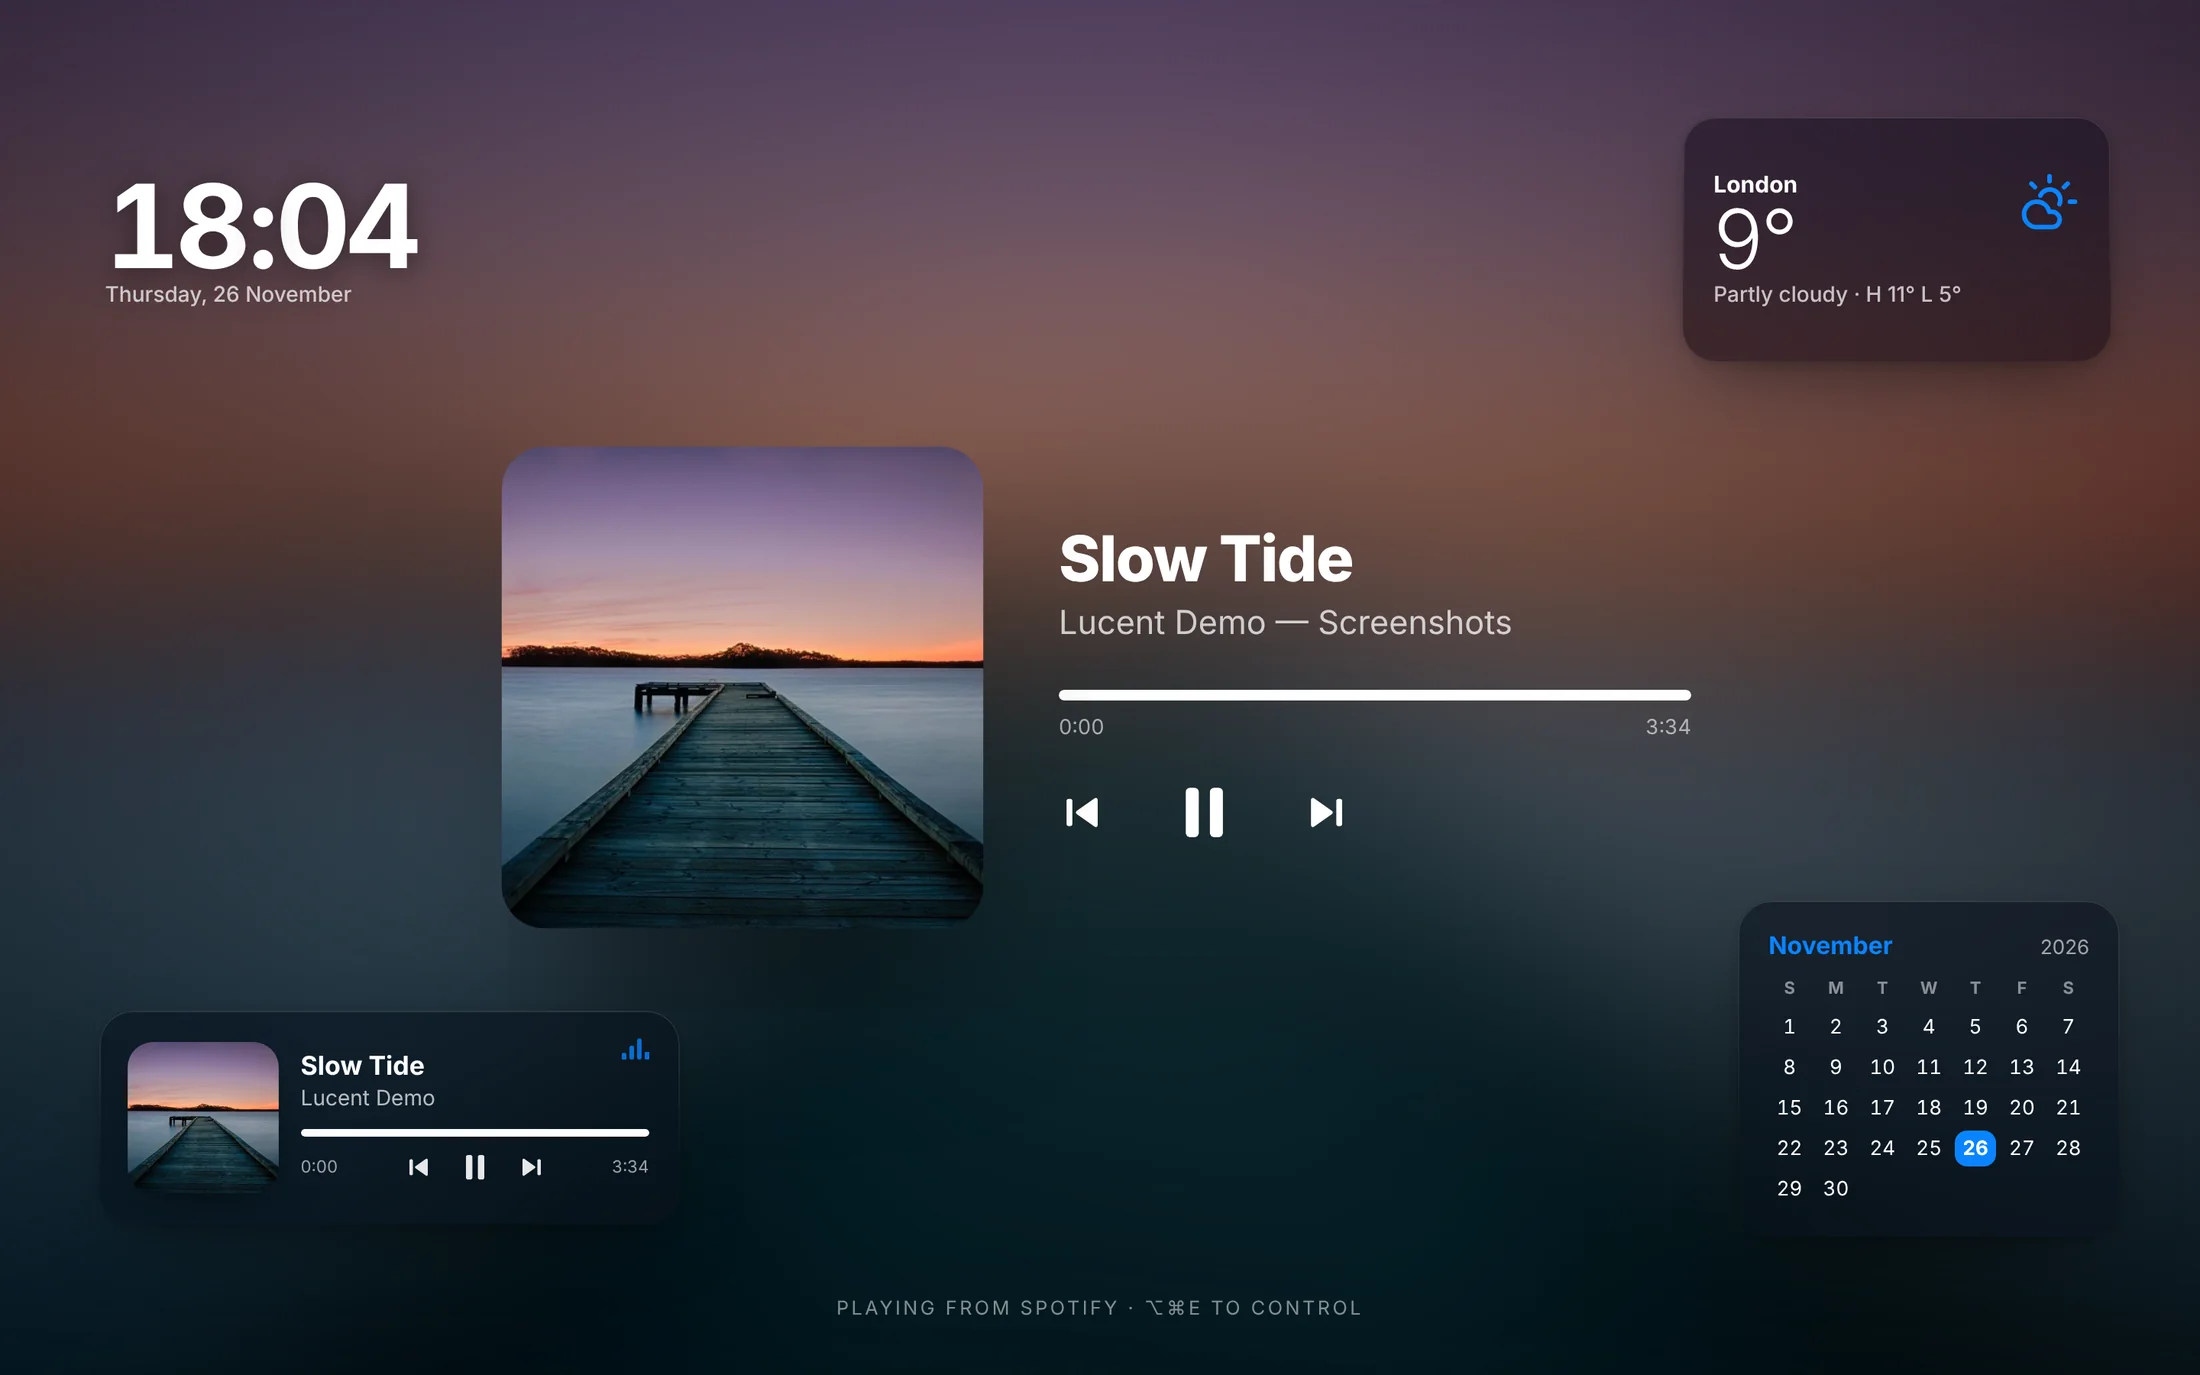 18:04
Thursday, 26 November
London
9°
Partly cloudy · H 11° L 5°
Slow Tide
Lucent Demo — Screenshots
0:00 3:34
Slow Tide
Lucent Demo
0:00 3:34
November 2026
S M T W T F S
1 2 3 4 5 6 7
8 9 10 11 12 13 14
15 16 17 18 19 20 21
22 23 24 25 26 27 28
29 30
PLAYING FROM SPOTIFY · ⌥⌘E TO CONTROL